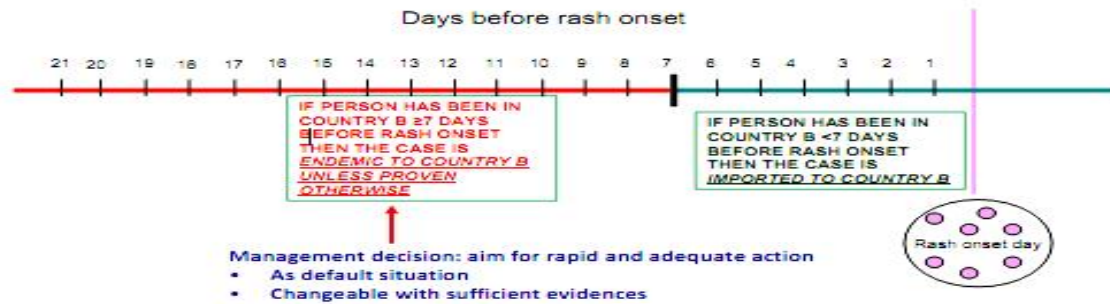 Days before rash onset
21 20 19 18 17 16 15 14 13 12 11 10 9 8 7 6 5 4 3 2 1
IF PERSON HAS BEEN IN
COUNTRY B ≥7 DAYS
BEFORE RASH ONSET
THEN THE CASE IS
ENDEMIC TO COUNTRY B
UNLESS PROVEN
OTHERWISE
IF PERSON HAS BEEN IN
COUNTRY B <7 DAYS
BEFORE RASH ONSET
THEN THE CASE IS
IMPORTED TO COUNTRY B
Rash onset day
Management decision: aim for rapid and adequate action
• As default situation
• Changeable with sufficient evidences